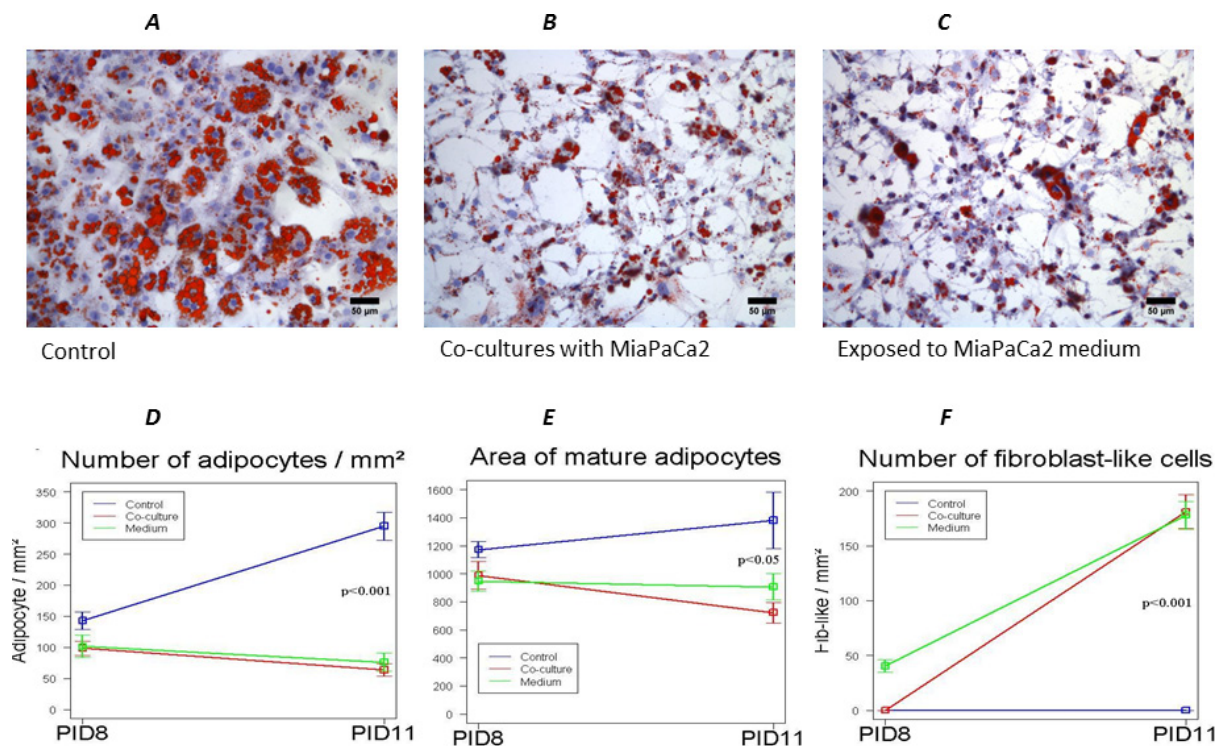 A
B
C
50 µm
50 µm
50 µm
Control
Co-cultures with MiaPaCa2
Exposed to MiaPaCa2 medium
D
E
F
Number of adipocytes / mm²
Adipocyte / mm²
350
300
250
200
150
100
50
0
Control
Co-culture
Medium
p<0.001
PID8
PID11
Area of mature adipocytes
1600
1400
1200
1000
800
600
400
200
0
p<0.05
Control
Co-culture
Medium
PID8
PID11
Number of fibroblast-like cells
Fib-like / mm²
200
150
100
50
0
Control
Co-culture
Medium
p<0.001
PID8
PID11